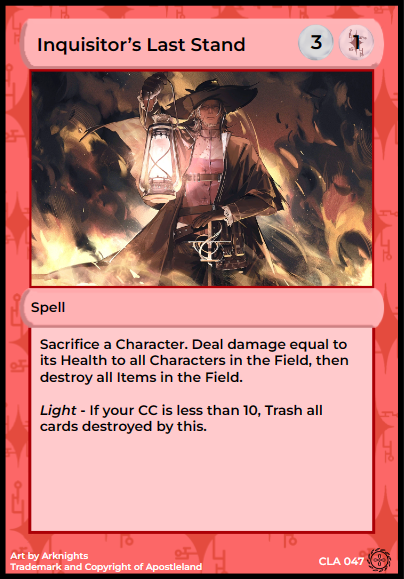 Inquisitor's Last Stand
3 1
Spell
Sacrifice a Character. Deal damage equal to
its Health to all Characters in the Field, then
destroy all Items in the Field.
Light - If your CC is less than 10, Trash all
cards destroyed by this.
Art by Arknights
Trademark and Copyright of Apostleland
CLA 047